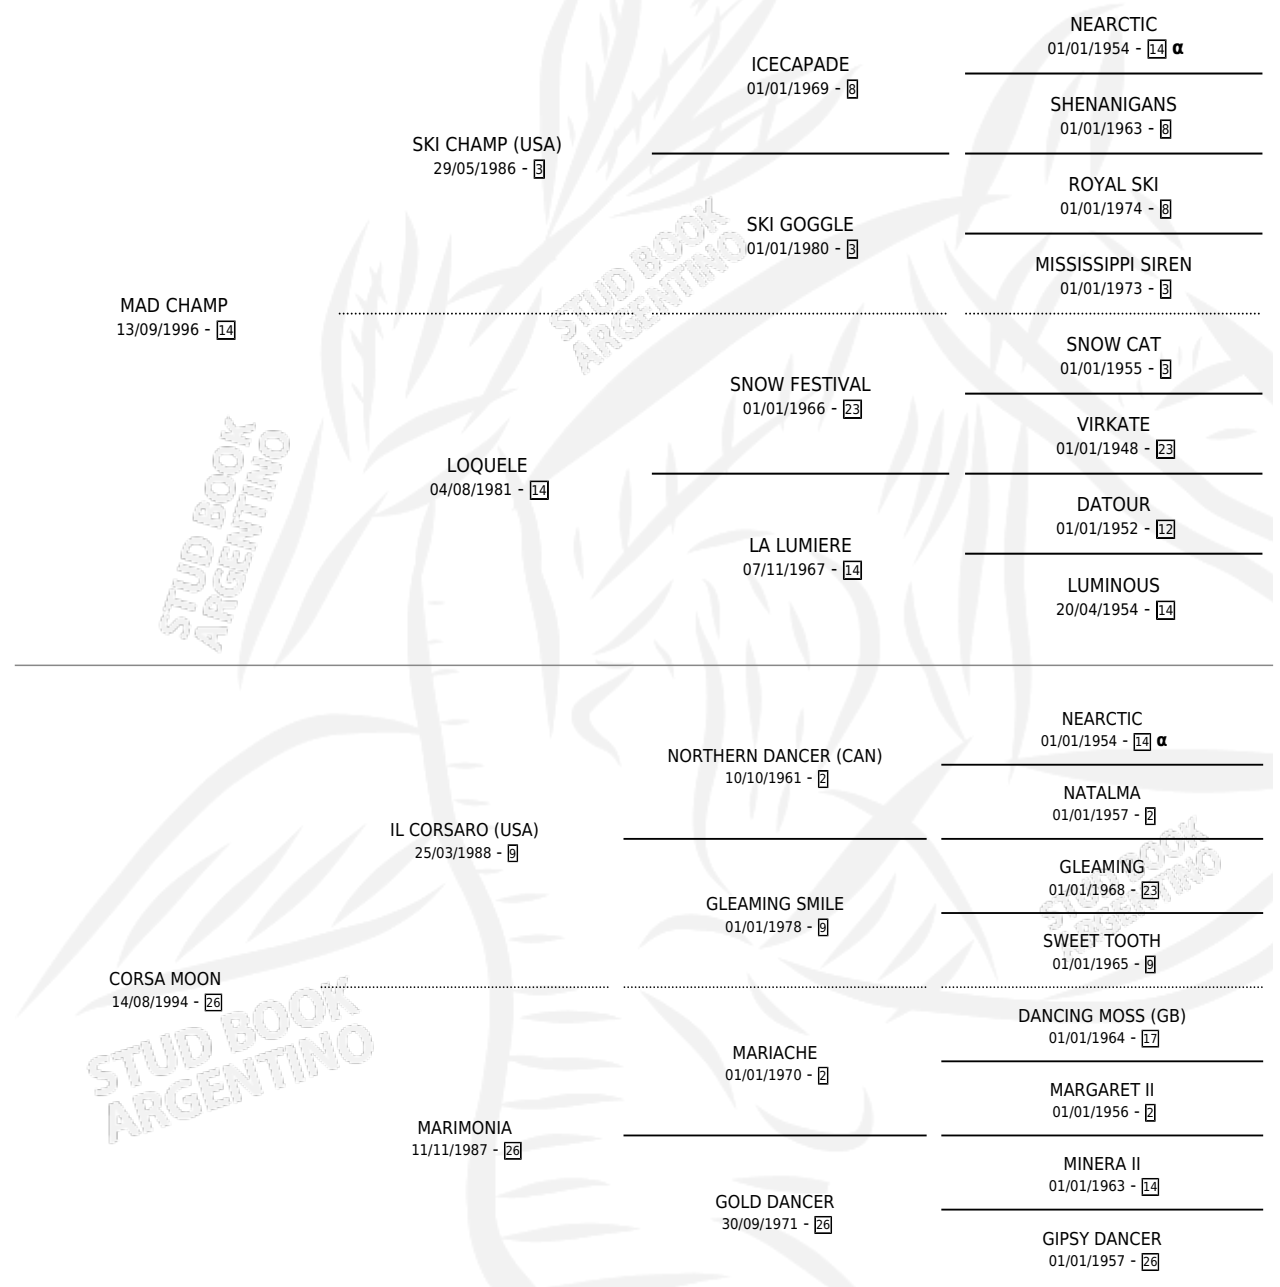 NEARCTIC
01/01/1954 - 14 α
ICECAPADE
01/01/1969 - 8
SHENANIGANS
01/01/1963 - 8
SKI CHAMP (USA)
29/05/1986 - 3
ROYAL SKI
01/01/1974 - 8
SKI GOGGLE
01/01/1980 - 3
MISSISSIPPI SIREN
01/01/1973 - 3
MAD CHAMP
13/09/1996 - 14
SNOW CAT
01/01/1955 - 3
SNOW FESTIVAL
01/01/1966 - 23
VIRKATE
01/01/1948 - 23
LOQUELE
04/08/1981 - 14
DATOUR
01/01/1952 - 12
LA LUMIERE
07/11/1967 - 14
LUMINOUS
20/04/1954 - 14
STUD BOOK
ARGENTINO
STUD BOOK
ARGENTINO
NEARCTIC
01/01/1954 - 14 α
NORTHERN DANCER (CAN)
10/10/1961 - 2
NATALMA
01/01/1957 - 2
IL CORSARO (USA)
25/03/1988 - 9
GLEAMING
01/01/1968 - 23
GLEAMING SMILE
01/01/1978 - 9
SWEET TOOTH
01/01/1965 - 9
CORSA MOON
14/08/1994 - 26
DANCING MOSS (GB)
01/01/1964 - 17
MARIACHE
01/01/1970 - 2
MARGARET II
01/01/1956 - 2
MARIMONIA
11/11/1987 - 26
MINERA II
01/01/1963 - 14
GOLD DANCER
30/09/1971 - 26
GIPSY DANCER
01/01/1957 - 26
STUD BOOK
ARGENTINO
STUD BOOK
ARGENTINO